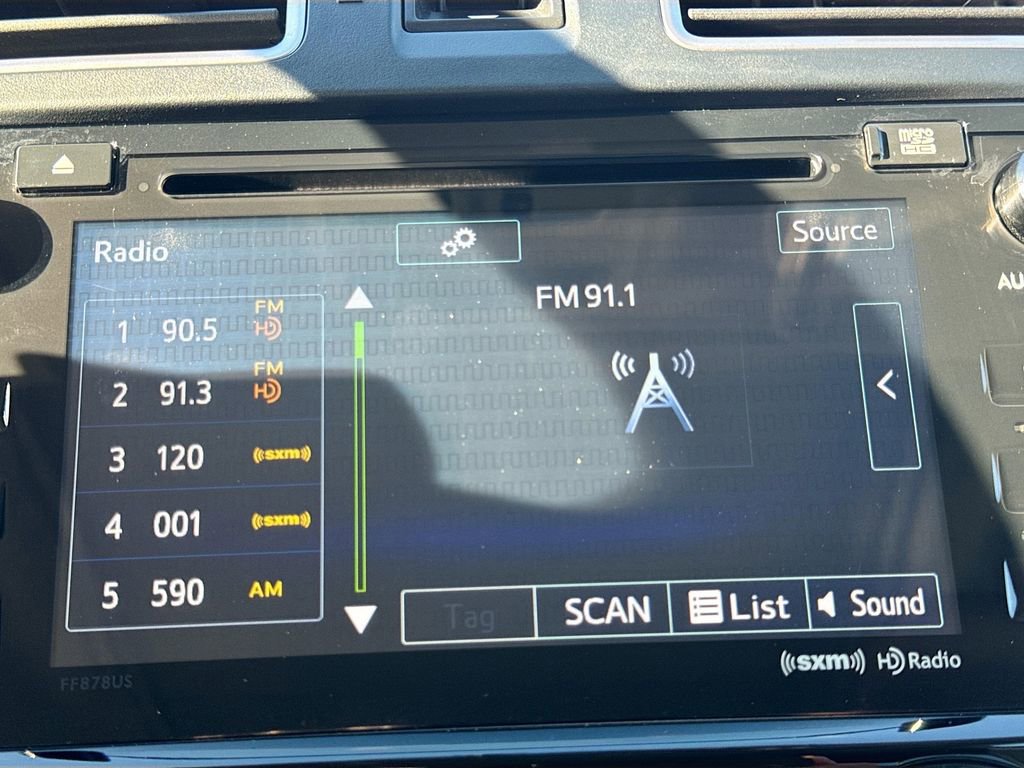 micro
Radio
Source
FM 91.1
1 90.5 FM HD
2 91.3 FM HD
3 120 ((sxm))
4 001 ((sxm))
5 590 AM
Tag
SCAN
List
Sound
((sxm)) HD Radio
FF878US
AU